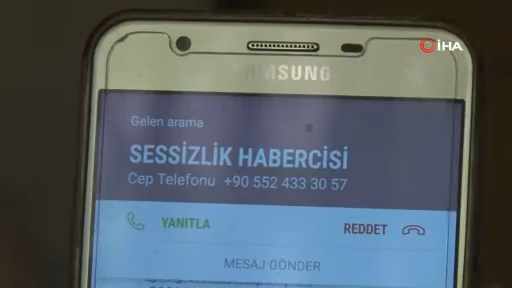 İHA
SAMSUNG
Gelen arama
SESSİZLİK HABERCİSİ
Cep Telefonu +90 552 433 30 57
YANITLA
REDDET
MESAJ GÖNDER